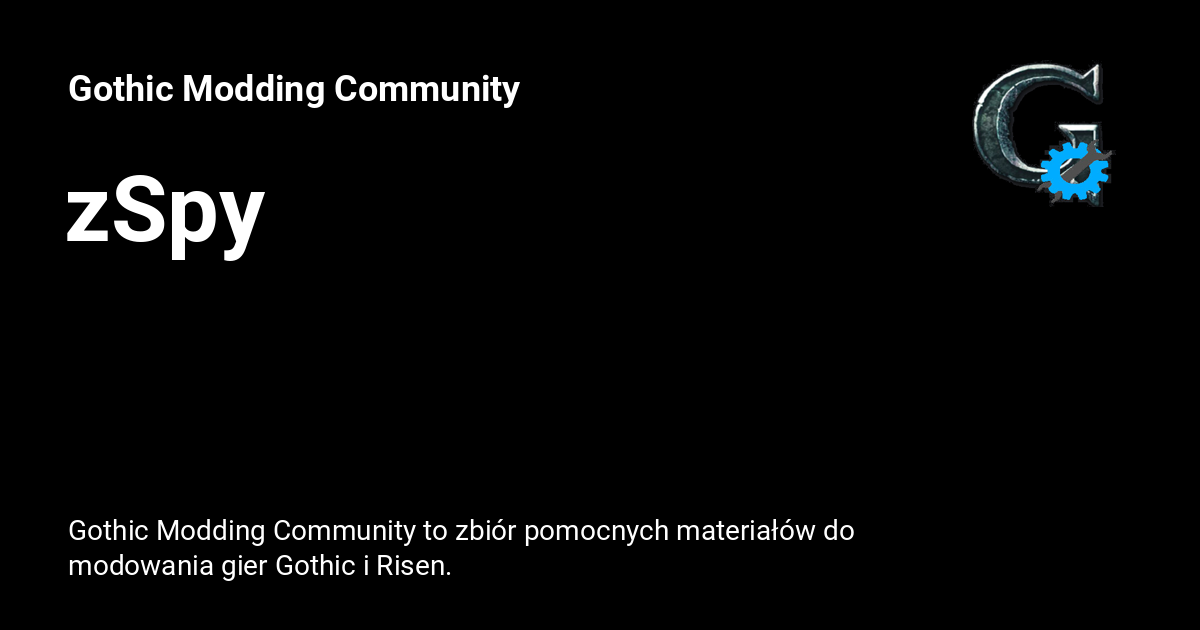 Gothic Modding Community
zSpy
Gothic Modding Community to zbiór pomocnych materiałów do
modowania gier Gothic i Risen.